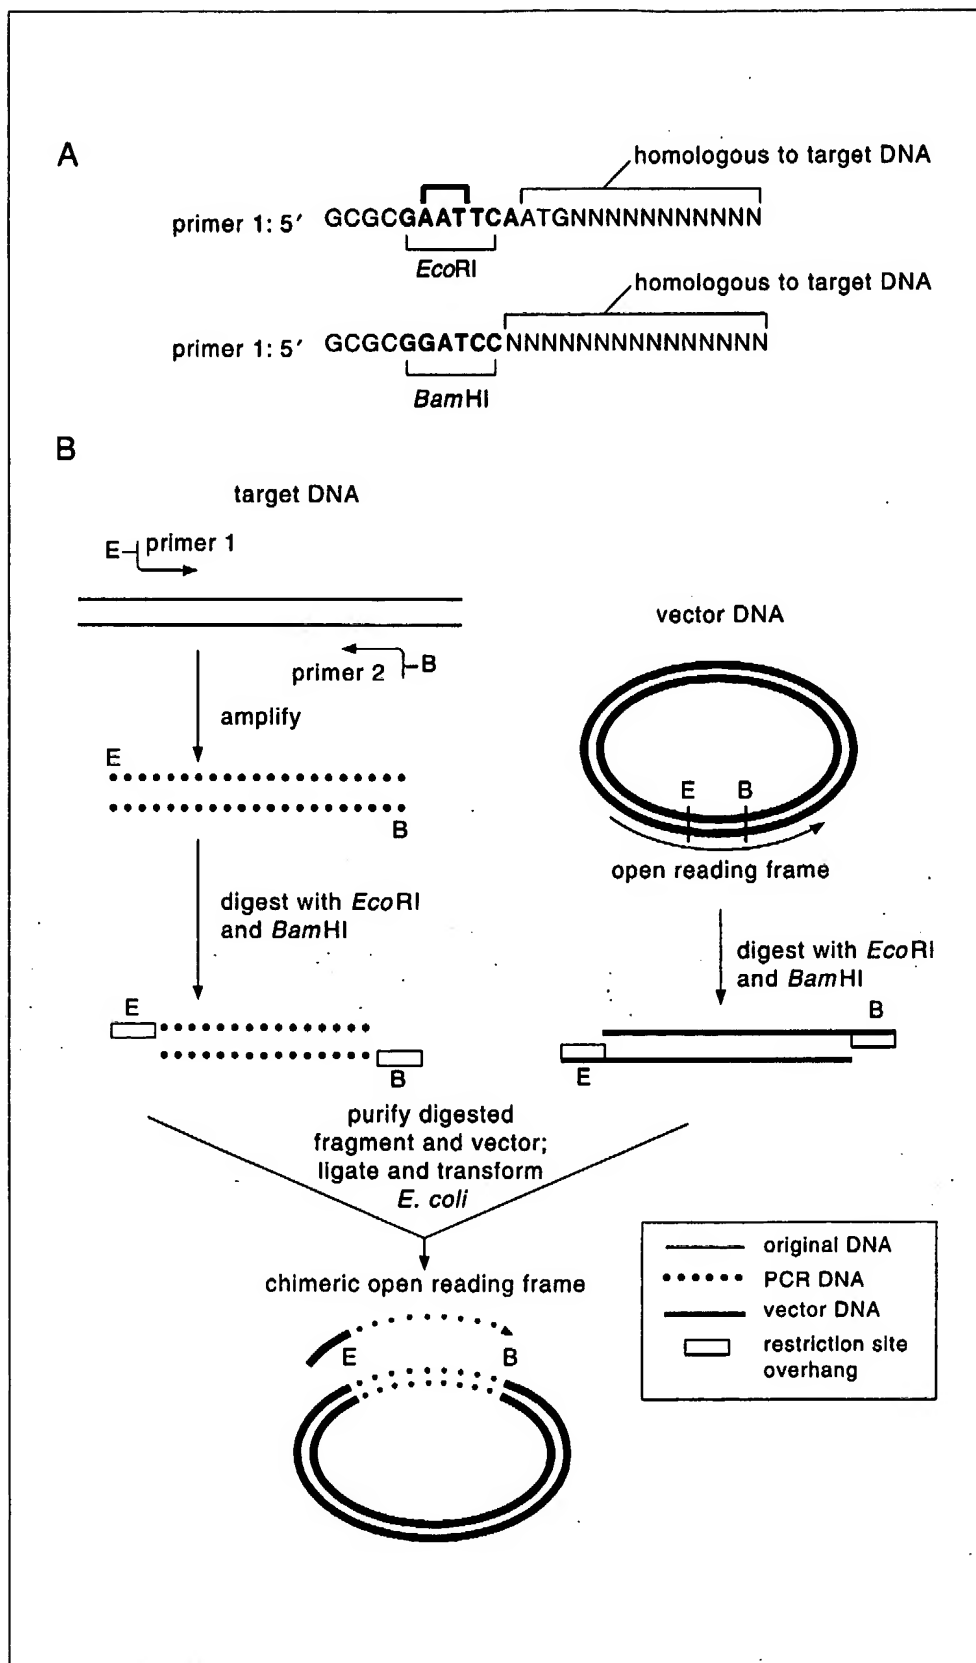 A
homologous to target DNA
primer 1: 5′ GCGCGAATTCAATGNNNNNNNNNNNN
EcoRI
homologous to target DNA
primer 1: 5′ GCGCGGATCCNNNNNNNNNNNNNNN
BamHI
B
target DNA
E
primer 1
vector DNA
primer 2
B
amplify
E
B
E B
open reading frame
digest with EcoRI
and BamHI
digest with EcoRI
and BamHI
E
B
B
E
purify digested
fragment and vector;
ligate and transform
E. coli
chimeric open reading frame
E B
original DNA
PCR DNA
vector DNA
restriction site
overhang